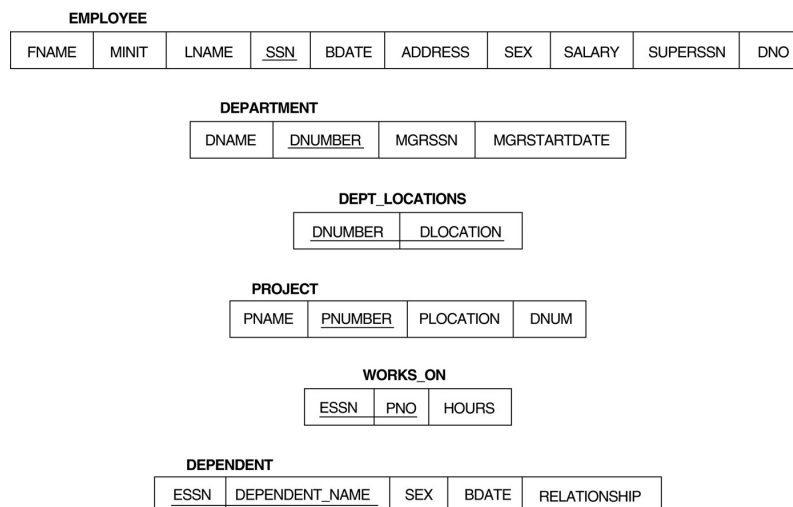 EMPLOYEE
FNAME MINIT LNAME SSN BDATE ADDRESS SEX SALARY SUPERSSN DNO
DEPARTMENT
DNAME DNUMBER MGRSSN MGRSTARTDATE
DEPT_LOCATIONS
DNUMBER DLOCATION
PROJECT
PNAME PNUMBER PLOCATION DNUM
WORKS_ON
ESSN PNO HOURS
DEPENDENT
ESSN DEPENDENT_NAME SEX BDATE RELATIONSHIP